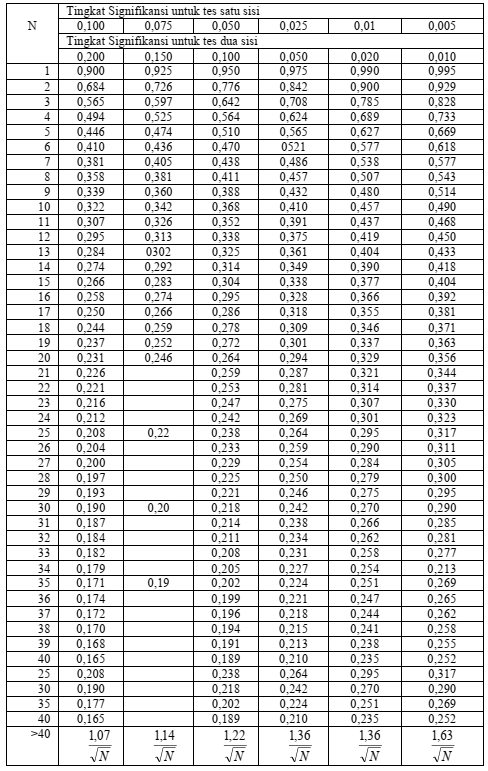 N Tingkat Signifikansi untuk tes satu sisi
0,100 0,075 0,050 0,025 0,01 0,005
Tingkat Signifikansi untuk tes dua sisi
0,200 0,150 0,100 0,050 0,020 0,010
1 0,900 0,925 0,950 0,975 0,990 0,995
2 0,684 0,726 0,776 0,842 0,900 0,929
3 0,565 0,597 0,642 0,708 0,785 0,828
4 0,494 0,525 0,564 0,624 0,689 0,733
5 0,446 0,474 0,510 0,565 0,627 0,669
6 0,410 0,436 0,470 0521 0,577 0,618
7 0,381 0,405 0,438 0,486 0,538 0,577
8 0,358 0,381 0,411 0,457 0,507 0,543
9 0,339 0,360 0,388 0,432 0,480 0,514
10 0,322 0,342 0,368 0,410 0,457 0,490
11 0,307 0,326 0,352 0,391 0,437 0,468
12 0,295 0,313 0,338 0,375 0,419 0,450
13 0,284 0302 0,325 0,361 0,404 0,433
14 0,274 0,292 0,314 0,349 0,390 0,418
15 0,266 0,283 0,304 0,338 0,377 0,404
16 0,258 0,274 0,295 0,328 0,366 0,392
17 0,250 0,266 0,286 0,318 0,355 0,381
18 0,244 0,259 0,278 0,309 0,346 0,371
19 0,237 0,252 0,272 0,301 0,337 0,363
20 0,231 0,246 0,264 0,294 0,329 0,356
21 0,226 0,259 0,287 0,321 0,344
22 0,221 0,253 0,281 0,314 0,337
23 0,216 0,247 0,275 0,307 0,330
24 0,212 0,242 0,269 0,301 0,323
25 0,208 0,22 0,238 0,264 0,295 0,317
26 0,204 0,233 0,259 0,290 0,311
27 0,200 0,229 0,254 0,284 0,305
28 0,197 0,225 0,250 0,279 0,300
29 0,193 0,221 0,246 0,275 0,295
30 0,190 0,20 0,218 0,242 0,270 0,290
31 0,187 0,214 0,238 0,266 0,285
32 0,184 0,211 0,234 0,262 0,281
33 0,182 0,208 0,231 0,258 0,277
34 0,179 0,205 0,227 0,254 0,213
35 0,171 0,19 0,202 0,224 0,251 0,269
36 0,174 0,199 0,221 0,247 0,265
37 0,172 0,196 0,218 0,244 0,262
38 0,170 0,194 0,215 0,241 0,258
39 0,168 0,191 0,213 0,238 0,255
40 0,165 0,189 0,210 0,235 0,252
25 0,208 0,238 0,264 0,295 0,317
30 0,190 0,218 0,242 0,270 0,290
35 0,177 0,202 0,224 0,251 0,269
40 0,165 0,189 0,210 0,235 0,252
>40 1,07 1,14 1,22 1,36 1,36 1,63
√N √N √N √N √N √N